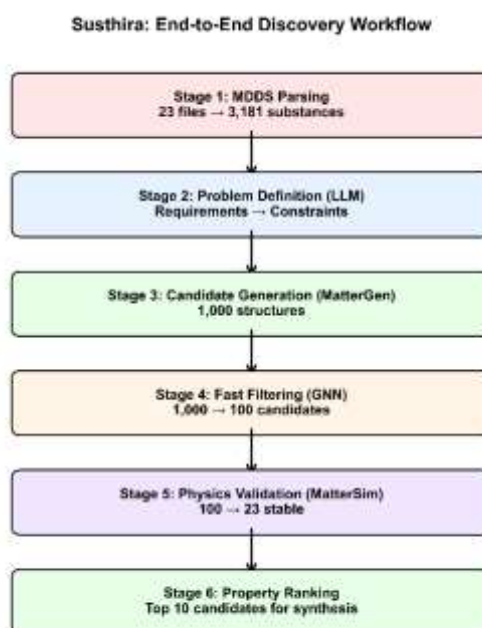 Susthira: End-to-End Discovery Workflow
Stage 1: MDDS Parsing
23 files → 3,181 substances
Stage 2: Problem Definition (LLM)
Requirements → Constraints
Stage 3: Candidate Generation (MatterGen)
1,000 structures
Stage 4: Fast Filtering (GNN)
1,000 → 100 candidates
Stage 5: Physics Validation (MatterSim)
100 → 23 stable
Stage 6: Property Ranking
Top 10 candidates for synthesis